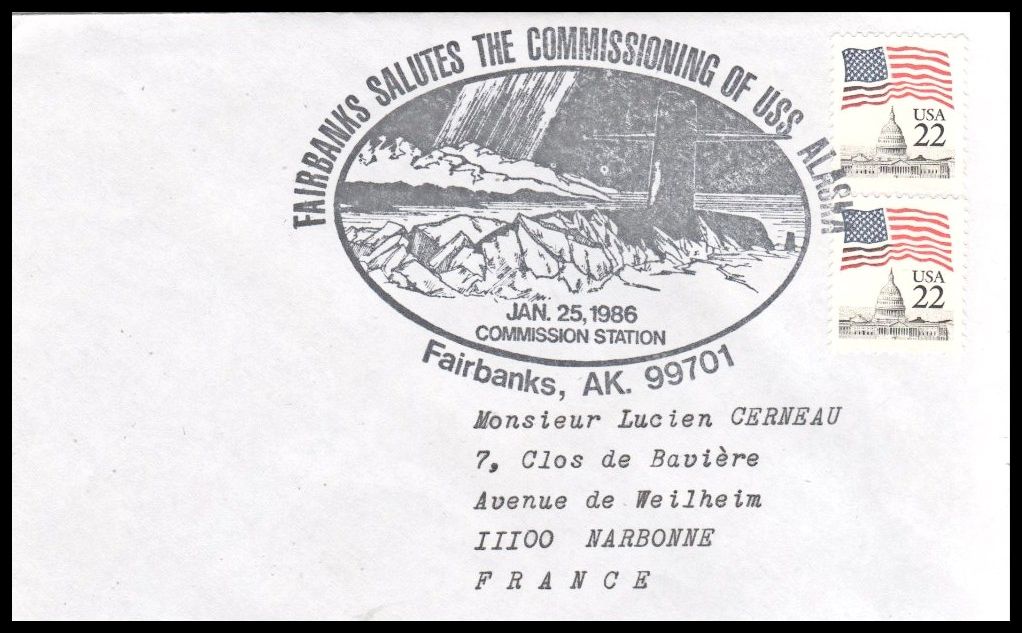 FAIRBANKS SALUTES THE COMMISSIONING OF USS ALASKA
JAN. 25, 1986
COMMISSION STATION
Fairbanks, AK. 99701
USA
22
USA
22
Monsieur Lucien CERNEAU
7, Clos de Bavière
Avenue de Weilheim
III00 NARBONNE
F R A N C E